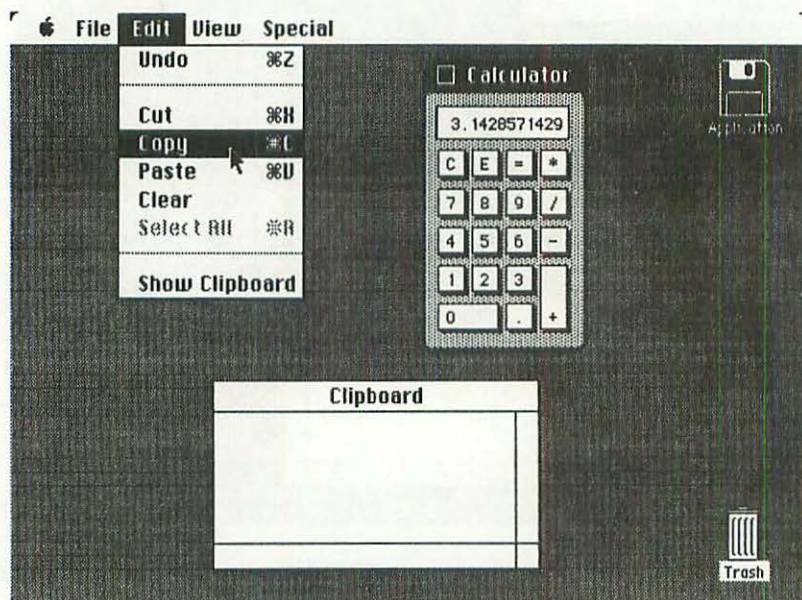 File Edit View Special
Undo ⌘Z
Cut ⌘X
Copy ⌘C
Paste ⌘V
Clear
Select All ⌘A
Show Clipboard
Calculator
3.1428571429
C E = *
7 8 9 /
4 5 6 -
1 2 3
0 . +
Application
Clipboard
Trash